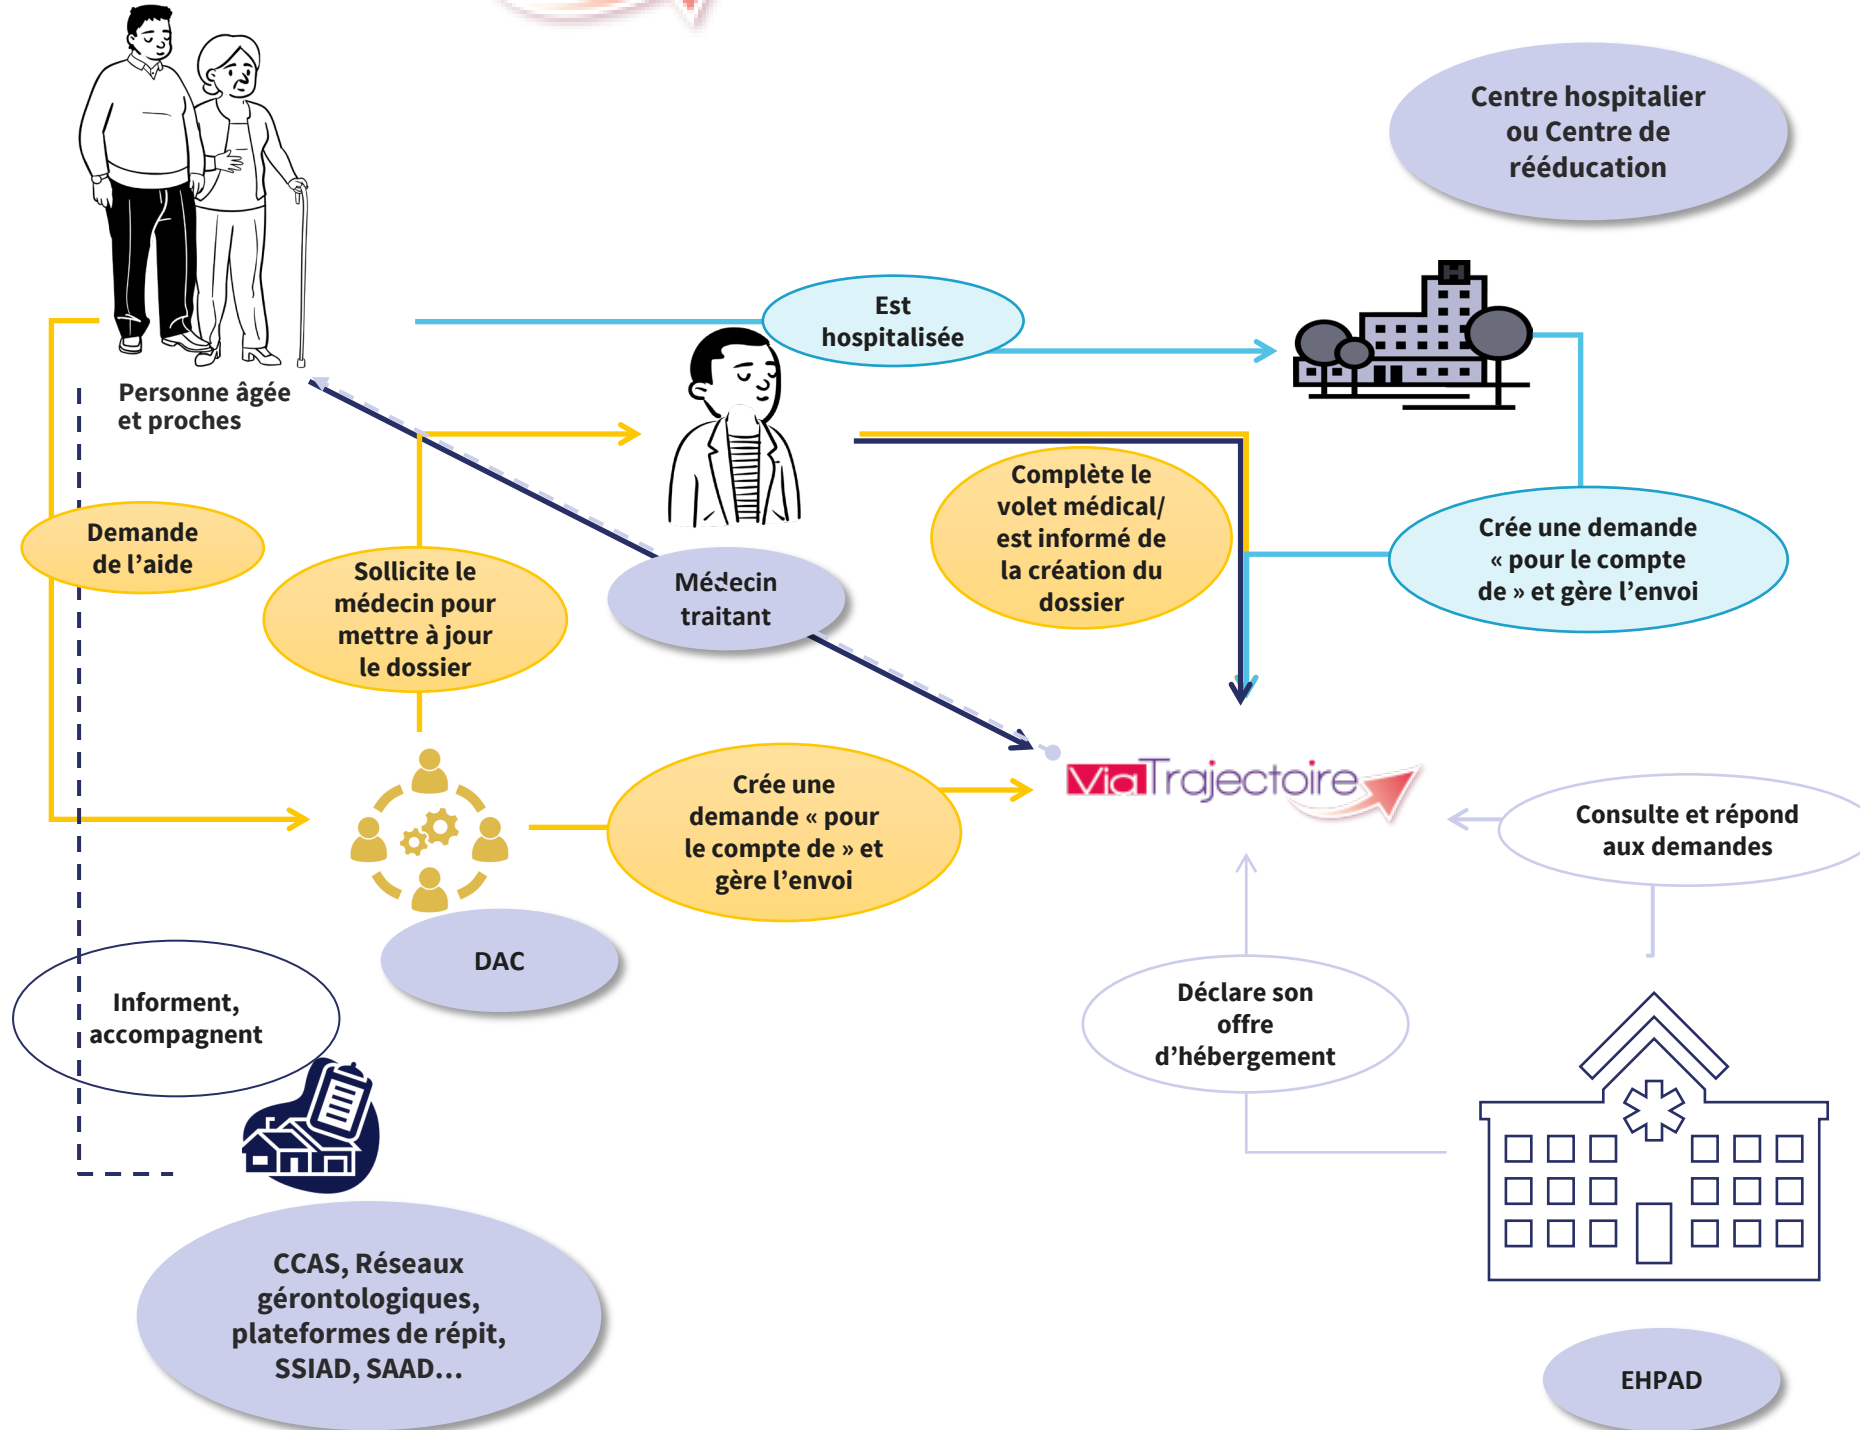 Centre hospitalier
ou Centre de
rééducation
Est
hospitalisée
H
Personne âgée
et proches
Complète le
volet médical/
est informé de
la création du
dossier
Demande
de l’aide
Crée une demande
« pour le compte
de » et gère l’envoi
Sollicite le
médecin pour
mettre à jour
le dossier
Médecin
traitant
ViaTrajectoire
Crée une
demande « pour
le compte de » et
gère l’envoi
Consulte et répond
aux demandes
DAC
Informent,
accompagnent
Déclare son
offre
d’hébergement
CCAS, Réseaux
gérontologiques,
plateformes de répit,
SSIAD, SAAD…
EHPAD